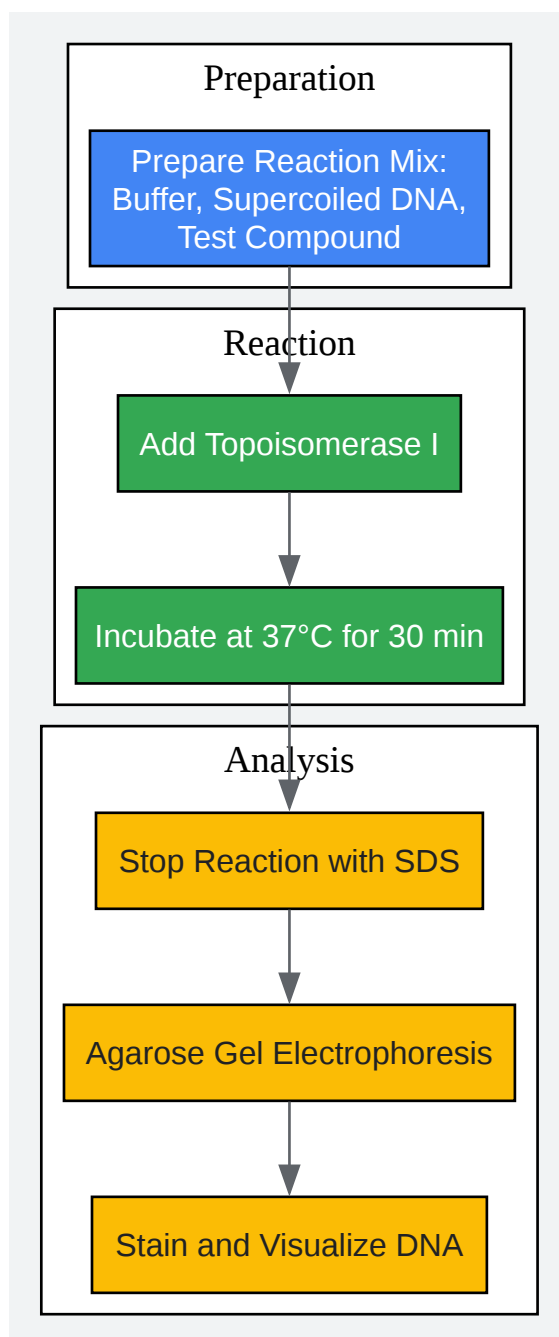 Preparation
Prepare Reaction Mix:
Buffer, Supercoiled DNA,
Test Compound
Reaction
Add Topoisomerase I
Incubate at 37°C for 30 min
Analysis
Stop Reaction with SDS
Agarose Gel Electrophoresis
Stain and Visualize DNA